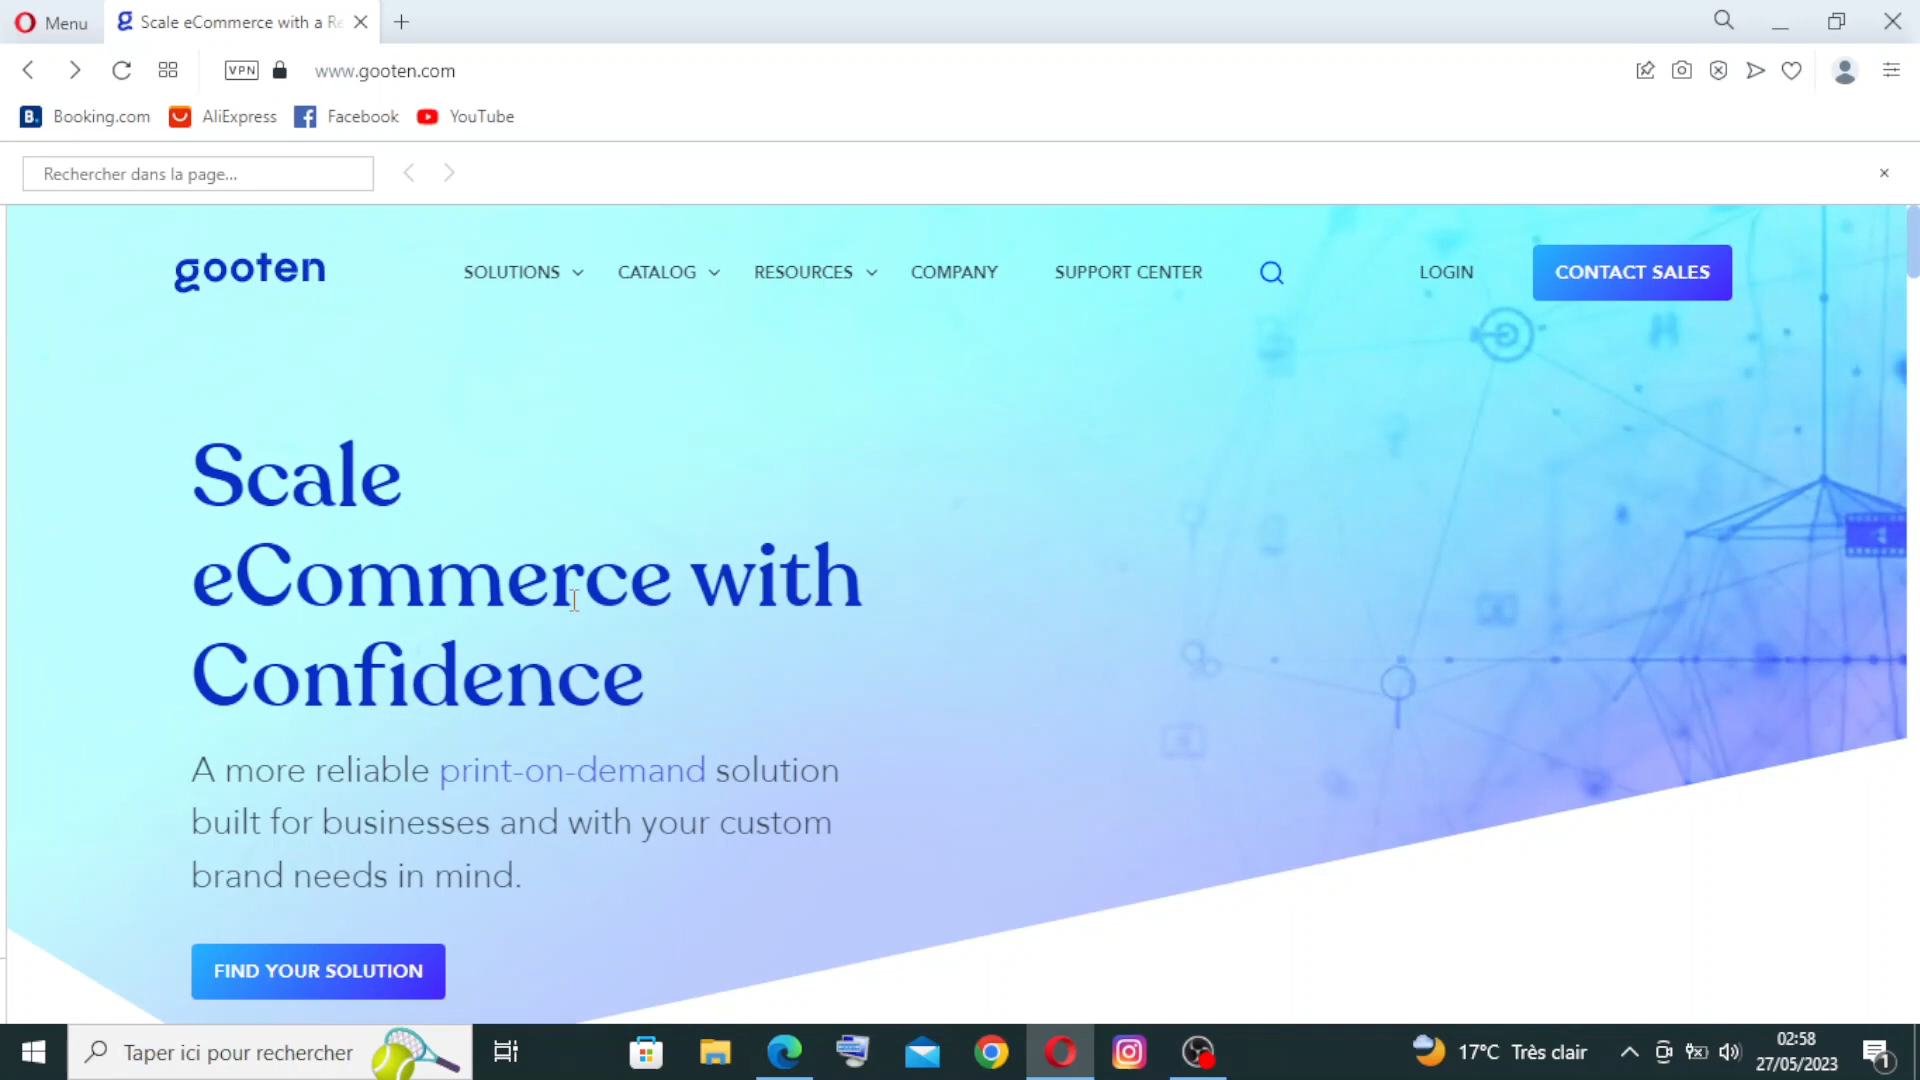 Menu
Scale eCommerce with a Re
VPN
www.gooten.com
B.
Booking.com
AliExpress
Facebook
YouTube
Rechercher dans la page...
gooten
SOLUTIONS
CATALOG
RESOURCES
COMPANY
SUPPORT CENTER
LOGIN
CONTACT SALES
Scale
eCommerce with
Confidence
A more reliable print-on-demand solution
built for businesses and with your custom
brand needs in mind.
FIND YOUR SOLUTION
Taper ici pour rechercher
17°C Très clair
02:58
27/05/2023
1